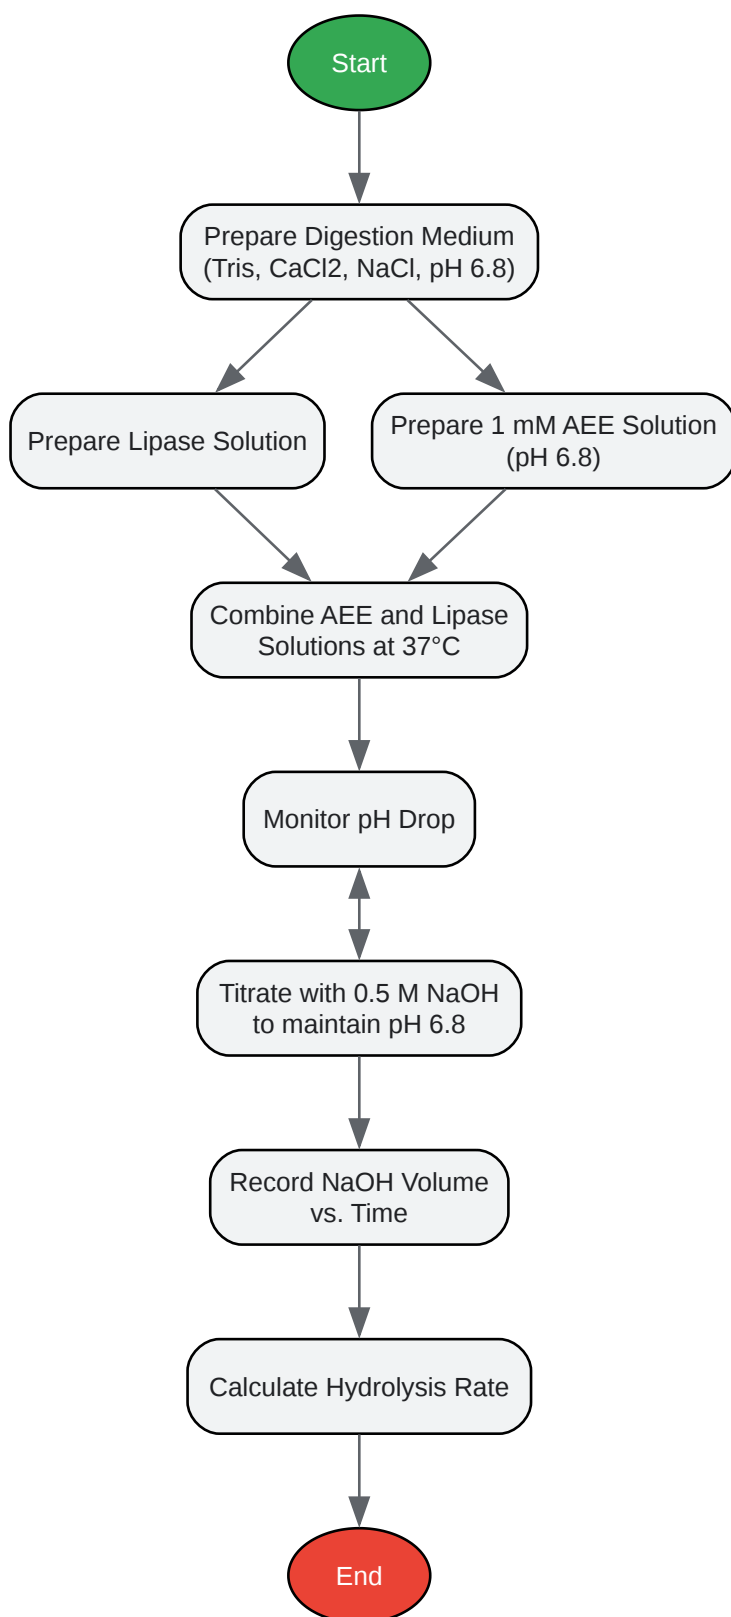 Start
Prepare Digestion Medium
(Tris, CaCl2, NaCl, pH 6.8)
Prepare Lipase Solution
Prepare 1 mM AEE Solution
(pH 6.8)
Combine AEE and Lipase
Solutions at 37°C
Monitor pH Drop
Titrate with 0.5 M NaOH
to maintain pH 6.8
Record NaOH Volume
vs. Time
Calculate Hydrolysis Rate
End